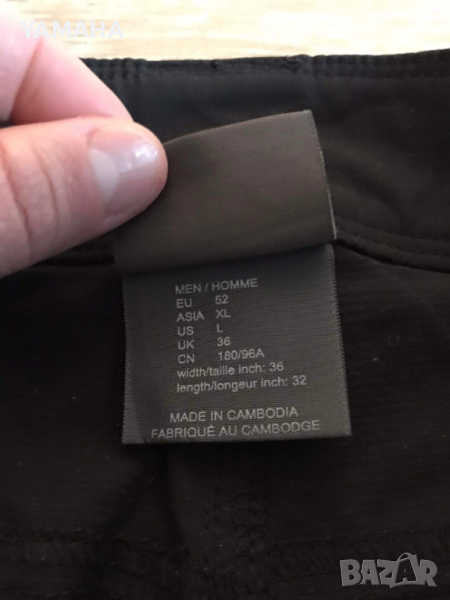 YAMAHA
MEN / HOMME
EU 52
ASIA XL
US L
UK 36
CN 180/96A
width/taille inch: 36
length/longeur inch: 32
MADE IN CAMBODIA
FABRIQUÉ AU CAMBODGE
BAZAR